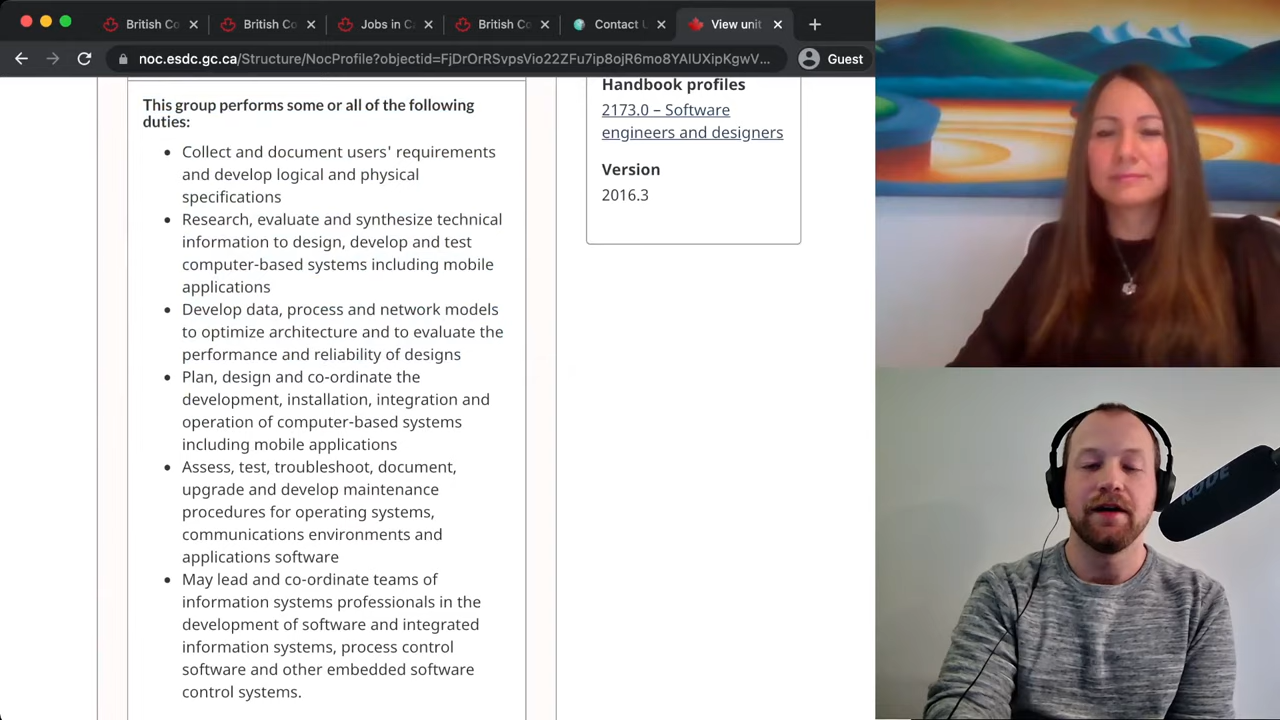 British Co
British Co
Jobs in C
British Co
Contact U
View unit
noc.esdc.gc.ca/Structure/NocProfile?objectid=FjDrOrRSvpsVio22ZFu7ip8ojR6mo8YAIUXipKgwV...
Guest
This group performs some or all of the following
duties:
Collect and document users' requirements
and develop logical and physical
specifications
Research, evaluate and synthesize technical
information to design, develop and test
computer-based systems including mobile
applications
Develop data, process and network models
to optimize architecture and to evaluate the
performance and reliability of designs
Plan, design and co-ordinate the
development, installation, integration and
operation of computer-based systems
including mobile applications
Assess, test, troubleshoot, document,
upgrade and develop maintenance
procedures for operating systems,
communications environments and
applications software
May lead and co-ordinate teams of
information systems professionals in the
development of software and integrated
information systems, process control
software and other embedded software
control systems.
Handbook profiles
2173.0 – Software
engineers and designers
Version
2016.3
RODE